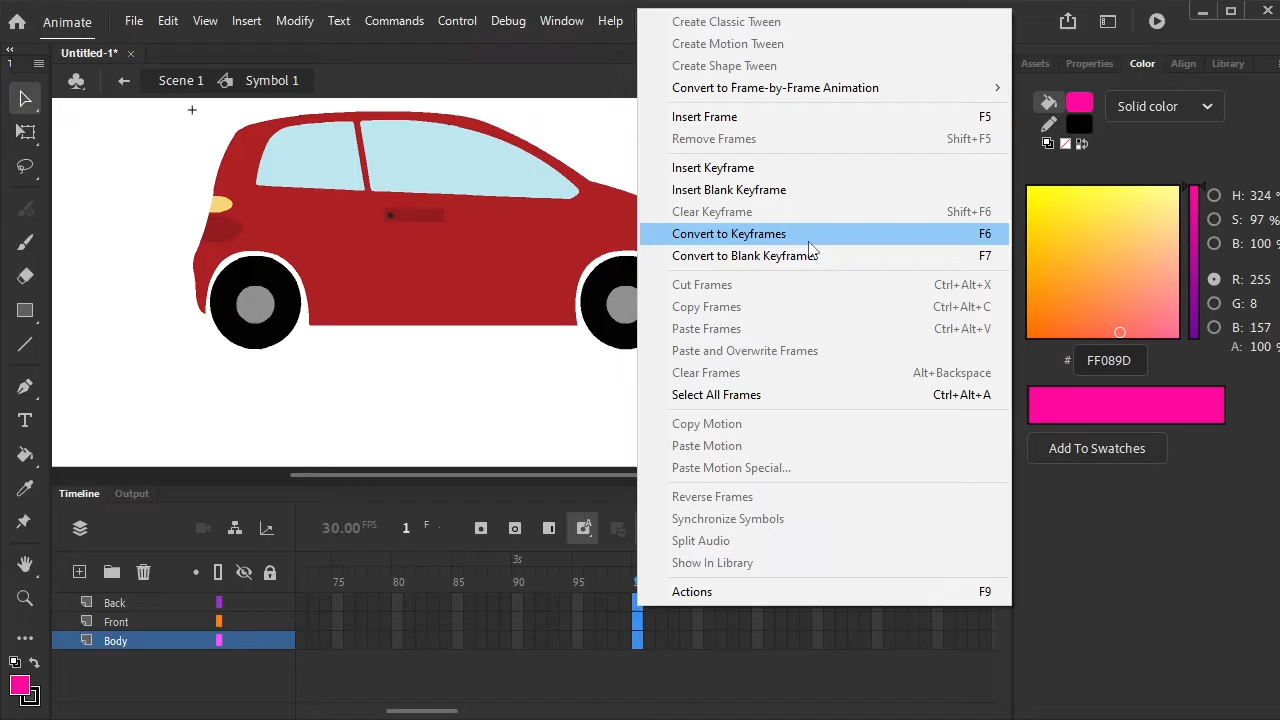 Animate
File Edit View Insert Modify Text Commands Control Debug Window Help
Untitled-1* ×
Scene 1 Symbol 1
Create Classic Tween
Create Motion Tween
Create Shape Tween
Convert to Frame-by-Frame Animation
Insert Frame F5
Remove Frames Shift+F5
Insert Keyframe
Insert Blank Keyframe
Clear Keyframe Shift+F6
Convert to Keyframes F6
Convert to Blank Keyframes F7
Cut Frames Ctrl+Alt+X
Copy Frames Ctrl+Alt+C
Paste Frames Ctrl+Alt+V
Paste and Overwrite Frames
Clear Frames Alt+Backspace
Select All Frames Ctrl+Alt+A
Copy Motion
Paste Motion
Paste Motion Special...
Reverse Frames
Synchronize Symbols
Split Audio
Show In Library
Actions F9
Assets Properties Color Align Library
Solid color
H: 324 °
S: 97 %
B: 100 %
R: 255
G: 8
B: 157
A: 100 %
# FF089D
Add To Swatches
Timeline Output
30.00 FPS 1 F
3s
75 80 85 90 95
Back
Front
Body